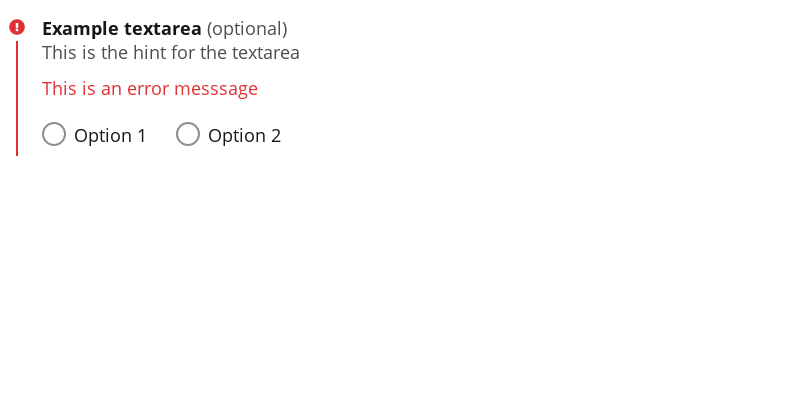 Example textarea (optional)
This is the hint for the textarea
This is an error messsage
Option 1 Option 2